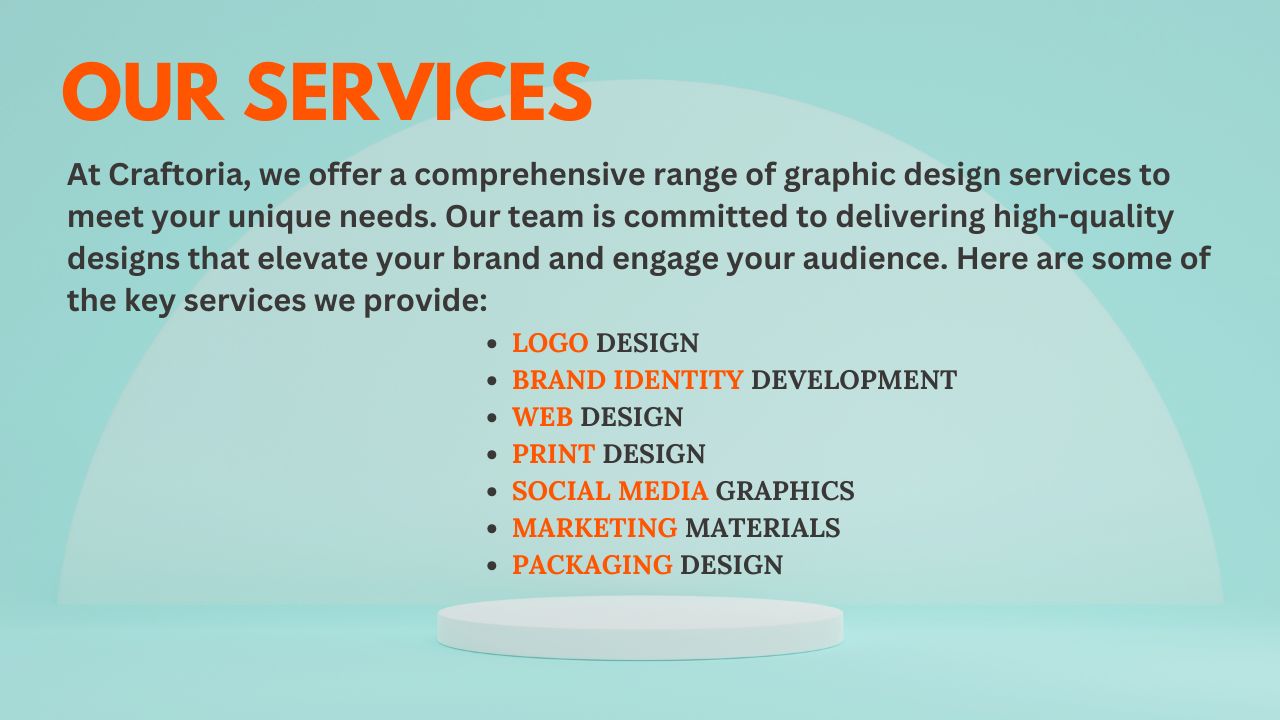 OUR SERVICES
At Craftoria, we offer a comprehensive range of graphic design services to
meet your unique needs. Our team is committed to delivering high-quality
designs that elevate your brand and engage your audience. Here are some of
the key services we provide:
• LOGO DESIGN
• BRAND IDENTITY DEVELOPMENT
• WEB DESIGN
• PRINT DESIGN
• SOCIAL MEDIA GRAPHICS
• MARKETING MATERIALS
• PACKAGING DESIGN